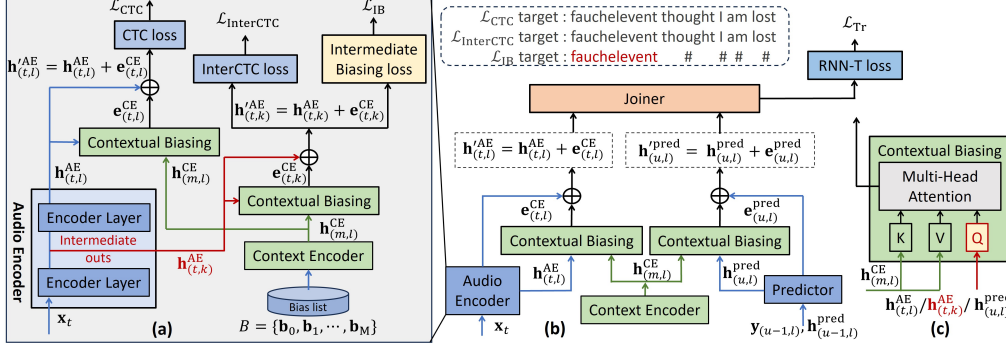 ℒ_CTC
CTC loss
h'^AE_(t,l) = h^AE_(t,l) + e^CE_(t,l)
e^CE_(t,l)
Contextual Biasing
h^AE_(t,l)
h^CE_(m,l)
Audio Encoder
Encoder Layer
Intermediate
outs
h^AE_(t,k)
Encoder Layer
x_t
(a)
ℒ_InterCTC
InterCTC loss
ℒ_IB
Intermediate
Biasing loss
h'^AE_(t,k) = h^AE_(t,k) + e^CE_(t,k)
e^CE_(t,k)
Contextual Biasing
h^CE_(m,l)
Context Encoder
Bias list
B = {b_0, b_1, ⋯, b_M}
ℒ_CTC target : fauchelevent thought I am lost
ℒ_InterCTC target : fauchelevent thought I am lost
ℒ_IB target : fauchelevent # # # #
ℒ_Tr
RNN-T loss
Joiner
h'^AE_(t,l) = h^AE_(t,l) + e^CE_(t,l)
h'^pred_(u,l) = h^pred_(u,l) + e^pred_(u,l)
e^CE_(t,l)
e^pred_(u,l)
Contextual Biasing
Contextual Biasing
h^AE_(t,l)
h^CE_(m,l)
h^pred_(u,l)
Audio
Encoder
Context Encoder
Predictor
x_t
(b)
y_(u−1,l), h^pred_(u−1,l)
Contextual Biasing
Multi-Head
Attention
K
V
Q
h^CE_(m,l)
h^AE_(t,l)/h^AE_(t,k)/ h^pred_(u,l)
(c)